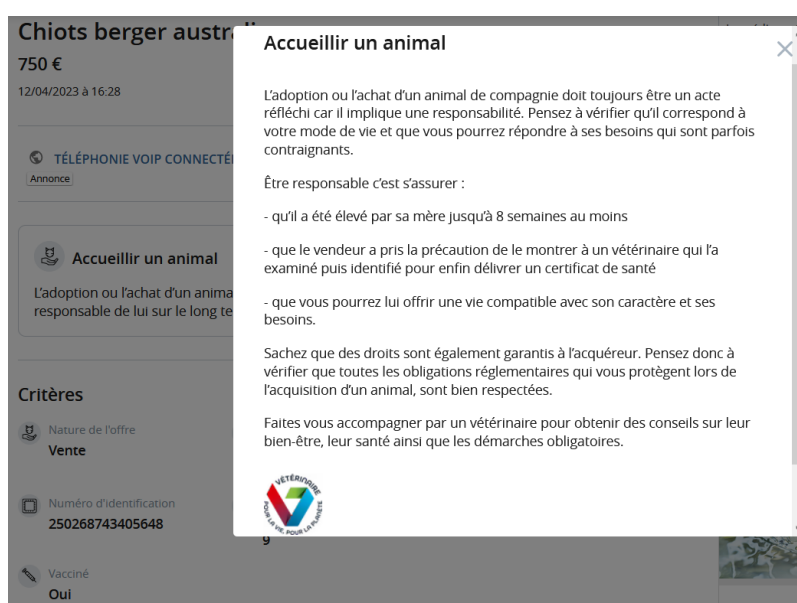 Chiots berger austr
750 €
12/04/2023 à 16:28
TÉLÉPHONIE VOIP CONNECTÉ
Annonce
Accueillir un animal
L'adoption ou l'achat d'un anima
responsable de lui sur le long te
Critères
Nature de l'offre
Vente
Numéro d'identification
250268743405648
9
Vacciné
Oui
Accueillir un animal
L'adoption ou l'achat d'un animal de compagnie doit toujours être un acte
réfléchi car il implique une responsabilité. Pensez à vérifier qu'il correspond à
votre mode de vie et que vous pourrez répondre à ses besoins qui sont parfois
contraignants.
Être responsable c'est s'assurer :
- qu'il a été élevé par sa mère jusqu'à 8 semaines au moins
- que le vendeur a pris la précaution de le montrer à un vétérinaire qui l'a
examiné puis identifié pour enfin délivrer un certificat de santé
- que vous pourrez lui offrir une vie compatible avec son caractère et ses
besoins.
Sachez que des droits sont également garantis à l'acquéreur. Pensez donc à
vérifier que toutes les obligations réglementaires qui vous protègent lors de
l'acquisition d'un animal, sont bien respectées.
Faites vous accompagner par un vétérinaire pour obtenir des conseils sur leur
bien-être, leur santé ainsi que les démarches obligatoires.
VÉTÉRINAIRE
POUR LA VIE, POUR LA PLANÈTE